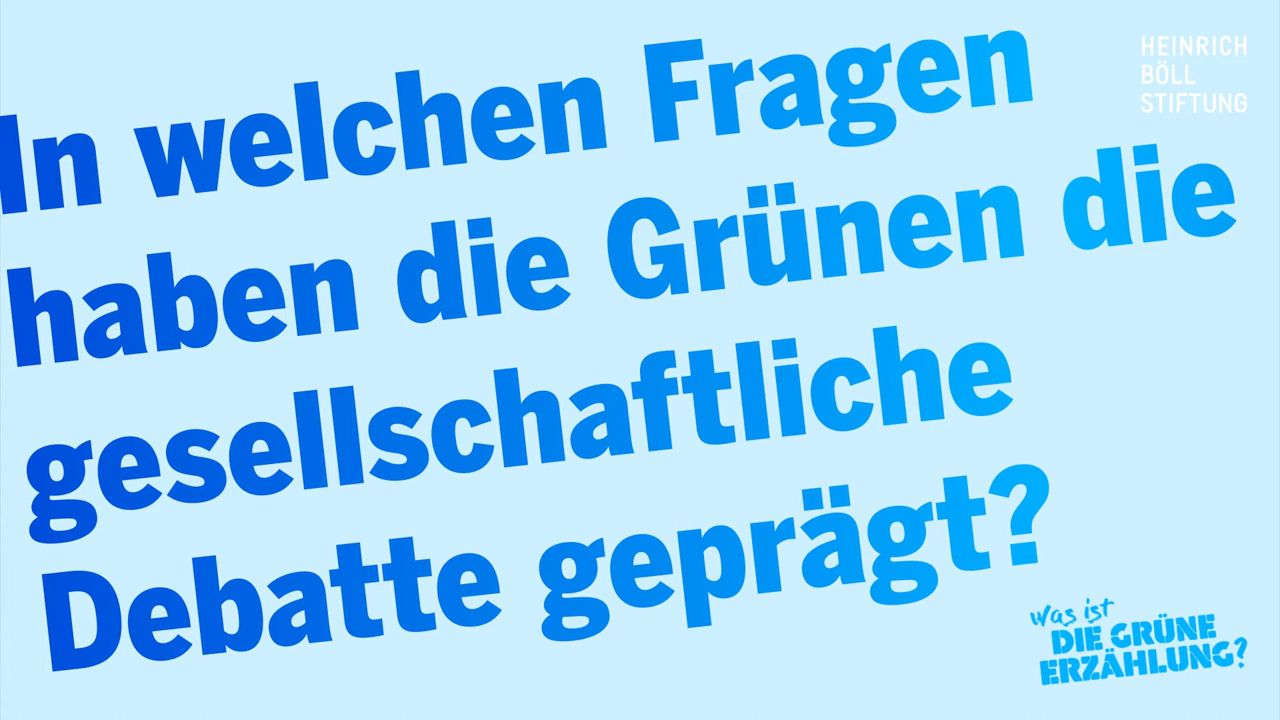 In welchen Fragen
haben die Grünen die
gesellschaftliche
Debatte geprägt?
HEINRICH
BÖLL
STIFTUNG
Was ist
DIE GRÜNE
ERZÄHLUNG?